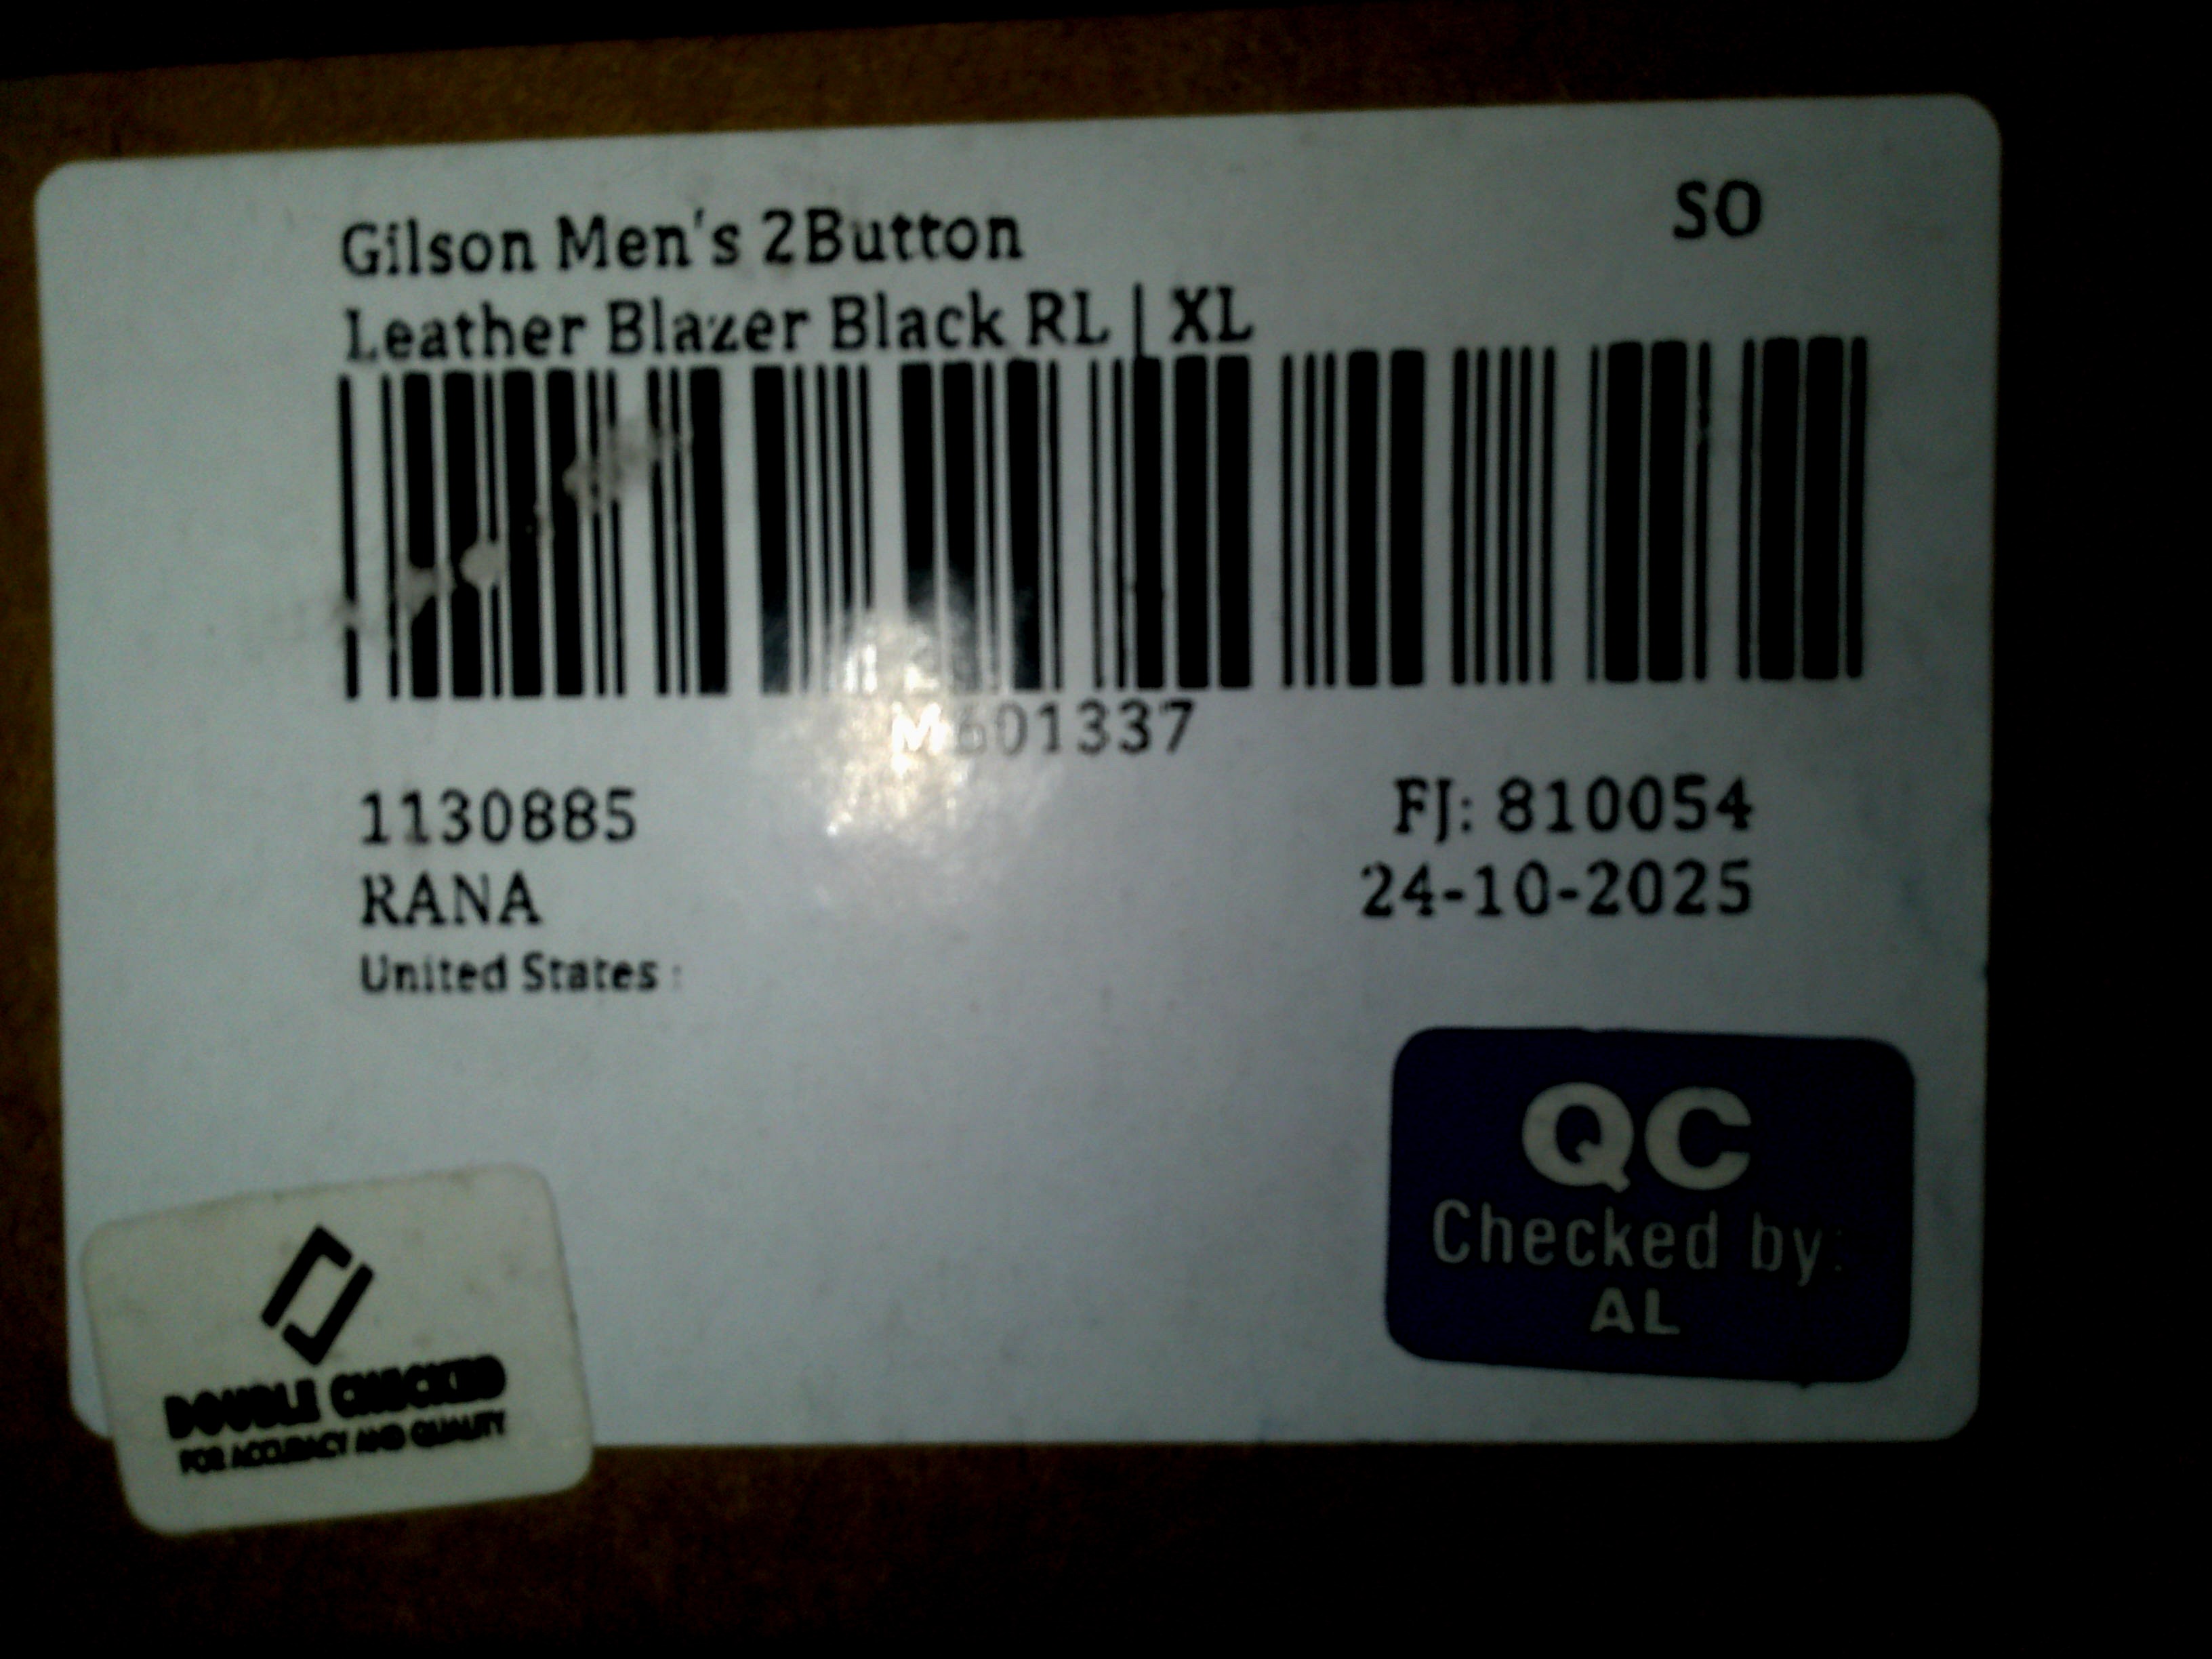 Gilson Men's 2Button
SO
Leather Blazer Black RL | XL
M601337
1130885
FJ: 810054
RANA
24-10-2025
United States :
QC
Checked by:
AL
DOUBLE CHECKED
FOR ACCURACY AND QUALITY